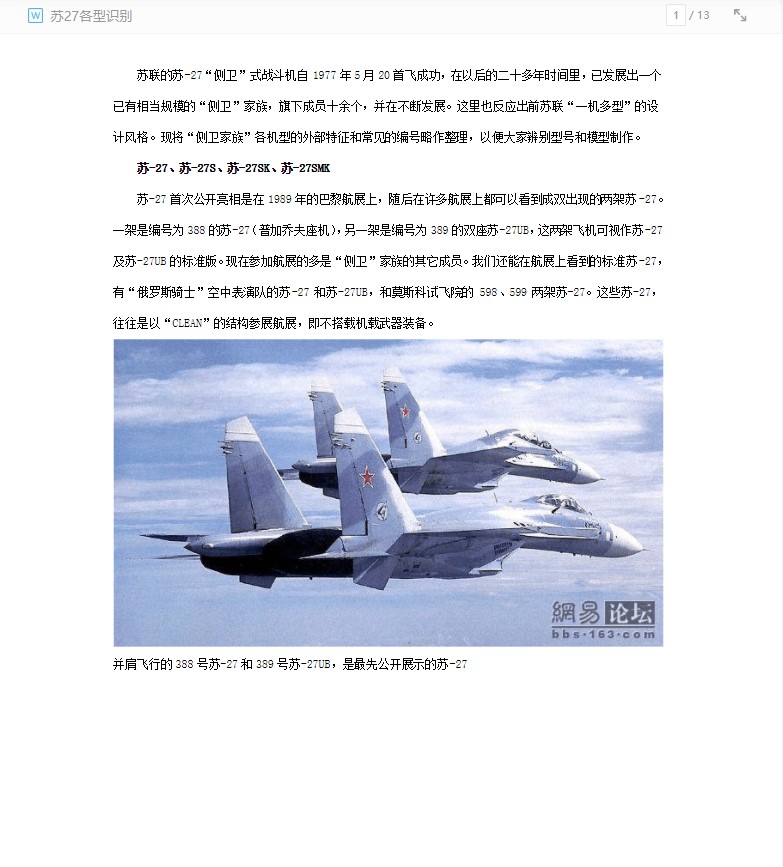 苏27各型识别
1 / 13
苏联的苏-27“侧卫”式战斗机自 1977 年 5 月 20 首飞成功，在以后的二十多年时间里，已发展出一个
已有相当规模的“侧卫”家族，旗下成员十余个，并在不断发展。这里也反应出前苏联“一机多型”的设
计风格。现将“侧卫家族”各机型的外部特征和常见的编号略作整理，以便大家辨别型号和模型制作。
苏-27、苏-27S、苏-27SK、苏-27SMK
苏-27 首次公开亮相是在 1989 年的巴黎航展上，随后在许多航展上都可以看到成双出现的两架苏-27。
一架是编号为 388 的苏-27（普加乔夫座机），另一架是编号为 389 的双座苏-27UB，这两架飞机可视作苏-27
及苏-27UB 的标准版。现在参加航展的多是“侧卫”家族的其它成员。我们还能在航展上看到的标准苏-27，
有“俄罗斯骑士”空中表演队的苏-27 和苏-27UB，和莫斯科试飞院的 598、599 两架苏-27。这些苏-27，
往往是以“CLEAN”的结构参展航展，即不搭载机载武器装备。
網易论坛
bbs·163·com
并肩飞行的 388 号苏-27 和 389 号苏-27UB，是最先公开展示的苏-27